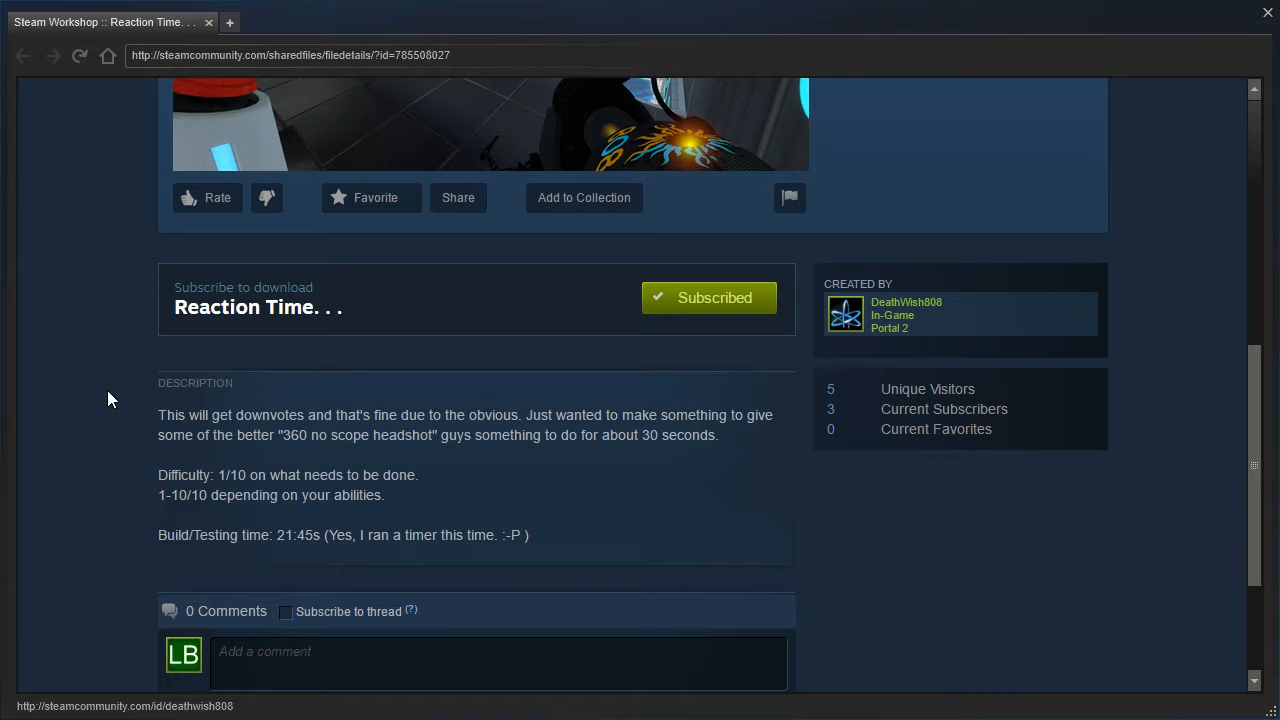 Steam Workshop :: Reaction Time. . .
http://steamcommunity.com/sharedfiles/filedetails/?id=785508027
Rate
Favorite
Share
Add to Collection
Subscribe to download
Reaction Time. . .
Subscribed
CREATED BY
DeathWish808
In-Game
Portal 2
5 Unique Visitors
3 Current Subscribers
0 Current Favorites
DESCRIPTION
This will get downvotes and that's fine due to the obvious. Just wanted to make something to give
some of the better "360 no scope headshot" guys something to do for about 30 seconds.
Difficulty: 1/10 on what needs to be done.
1-10/10 depending on your abilities.
Build/Testing time: 21:45s (Yes, I ran a timer this time. :-P )
0 Comments Subscribe to thread (?)
LB
Add a comment
http://steamcommunity.com/id/deathwish808